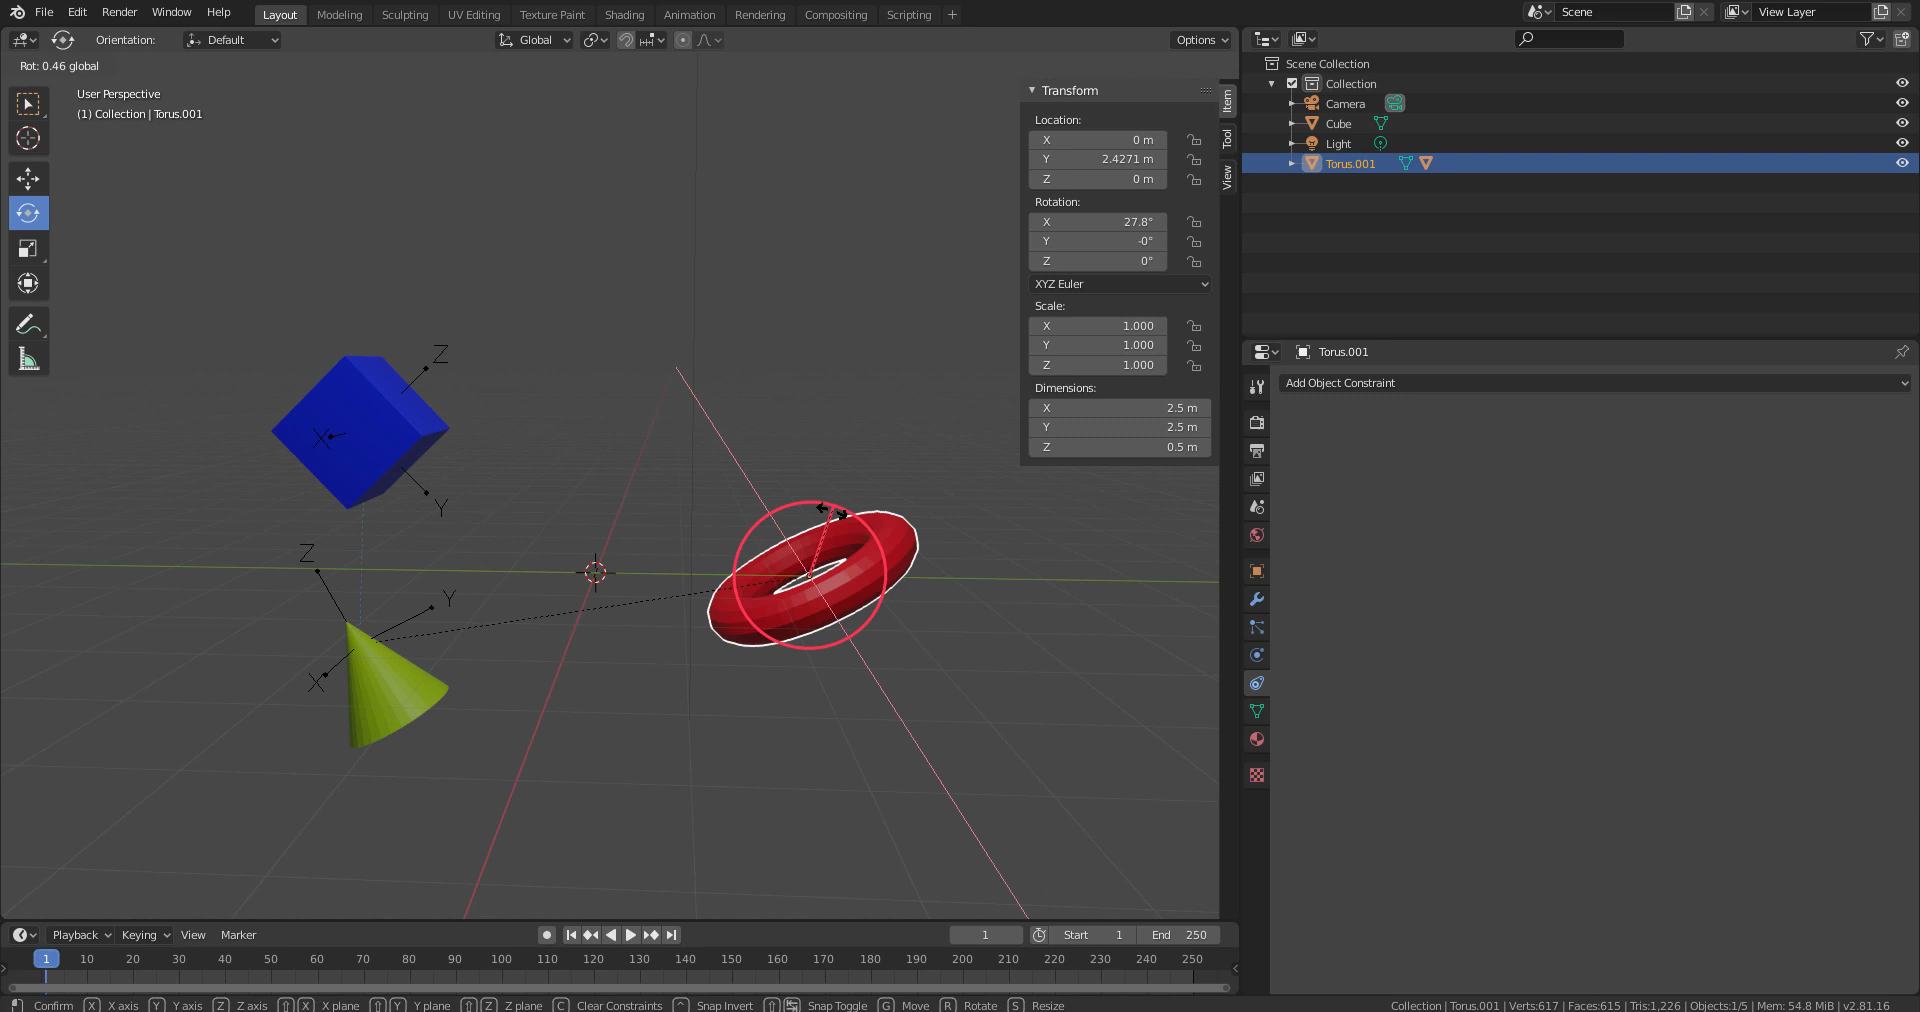 File Edit Render Window Help Layout Modeling Sculpting UV Editing Texture Paint Shading Animation Rendering Compositing Scripting + Scene View Layer
Orientation: Default Global Options
Rot: 0.46 global
User Perspective
(1) Collection | Torus.001
Transform
Location:
X 0 m
Y 2.4271 m
Z 0 m
Rotation:
X 27.8°
Y -0°
Z 0°
XYZ Euler
Scale:
X 1.000
Y 1.000
Z 1.000
Dimensions:
X 2.5 m
Y 2.5 m
Z 0.5 m
Item
Tool
View
Z
X
Y
Z
Y
X
Scene Collection
Collection
Camera
Cube
Light
Torus.001
Torus.001
Add Object Constraint
Playback Keying View Marker 1 Start 1 End 250
1 10 20 30 40 50 60 70 80 90 100 110 120 130 140 150 160 170 180 190 200 210 220 230 240 250
Confirm X X axis Y Y axis Z Z axis X X plane Y Y plane Z Z plane C Clear Constraints ^ Snap Invert Snap Toggle G Move R Rotate S Resize Collection | Torus.001 | Verts:617 | Faces:615 | Tris:1,226 | Objects:1/5 | Mem: 54.8 MiB | v2.81.16